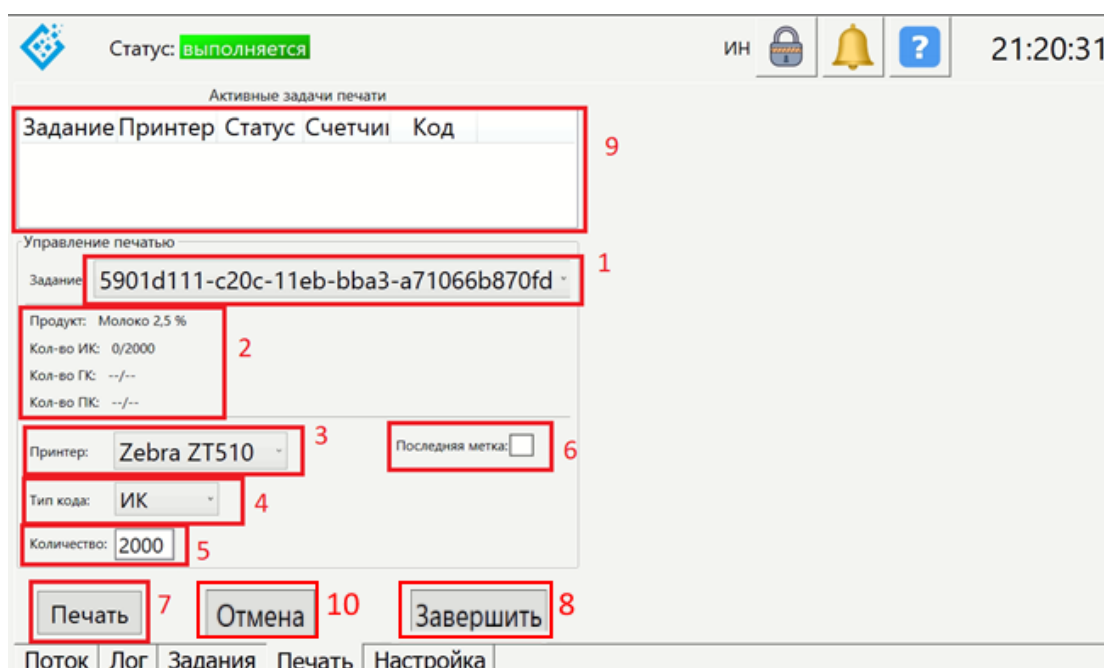 Статус: выполняется ИН ? 21:20:31
Активные задачи печати
Задание Принтер Статус Счетчиı Код
9
Управление печатью
Задание 5901d111-c20c-11eb-bba3-a71066b870fd 1
Продукт: Молоко 2,5 %
Кол-во ИК: 0/2000 2
Кол-во ГК: --/--
Кол-во ПК: --/--
Принтер: Zebra ZT510 3 Последняя метка: 6
Тип кода: ИК 4
Количество: 2000 5
Печать 7 Отмена 10 Завершить 8
Поток Лог Задания Печать Настройка